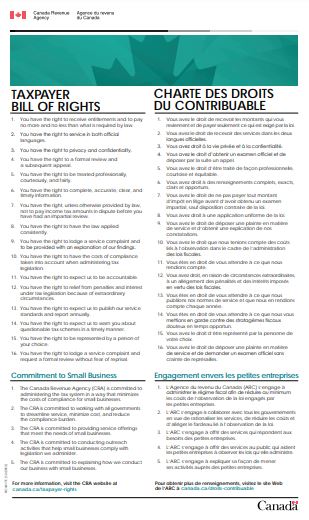 Canada Revenue Agency
Agence du revenu du Canada
TAXPAYER
BILL OF RIGHTS
1. You have the right to receive entitlements and to pay
no more and no less than what is required by law.
2. You have the right to service in both official
languages.
3. You have the right to privacy and confidentiality.
4. You have the right to a formal review and
a subsequent appeal.
5. You have the right to be treated professionally,
courteously, and fairly.
6. You have the right to complete, accurate, clear, and
timely information.
7. You have the right, unless otherwise provided by law,
not to pay income tax amounts in dispute before you
have had an impartial review.
8. You have the right to have the law applied
consistently.
9. You have the right to lodge a service complaint and
to be provided with an explanation of our findings.
10. You have the right to have the costs of compliance
taken into account when administering tax
legislation.
11. You have the right to expect us to be accountable.
12. You have the right to relief from penalties and interest
under tax legislation because of extraordinary
circumstances.
13. You have the right to expect us to publish our service
standards and report annually.
14. You have the right to expect us to warn you about
questionable tax schemes in a timely manner.
15. You have the right to be represented by a person of
your choice.
16. You have the right to lodge a service complaint and
request a formal review without fear of reprisal.
Commitment to Small Business
1. The Canada Revenue Agency (CRA) is committed to
administering the tax system in a way that minimizes
the costs of compliance for small businesses.
2. The CRA is committed to working with all governments
to streamline service, minimize cost, and reduce
the compliance burden.
3. The CRA is committed to providing service offerings
that meet the needs of small businesses.
4. The CRA is committed to conducting outreach
activities that help small businesses comply with
legislation we administer.
5. The CRA is committed to explaining how we conduct
our business with small businesses.
For more information, visit the CRA website at
canada.ca/taxpayer-rights
CHARTE DES DROITS
DU CONTRIBUABLE
1. Vous avez le droit de recevoir les montants qui vous
reviennent et de payer seulement ce qui est exigé par la loi.
2. Vous avez le droit de recevoir des services dans les deux
langues officielles.
3. Vous avez droit à la vie privée et à la confidentialité.
4. Vous avez le droit d'obtenir un examen officiel et de
déposer par la suite un appel.
5. Vous avez le droit d'être traité de façon professionnelle,
courtoise et équitable.
6. Vous avez droit à des renseignements complets, exacts,
clairs et opportuns.
7. Vous avez le droit de ne pas payer tout montant
d'impôt en litige avant d'avoir obtenu un examen
impartial, sauf disposition contraire de la loi.
8. Vous avez droit à une application uniforme de la loi.
9. Vous avez le droit de déposer une plainte en matière
de service et d'obtenir une explication de nos
constatations.
10. Vous avez le droit que nous tenions compte des coûts
liés à l'observation dans le cadre de l'administration
des lois fiscales.
11. Vous êtes en droit de vous attendre à ce que nous
rendions compte.
12. Vous avez droit, en raison de circonstances extraordinaires,
à un allègement des pénalités et des intérêts imposés
en vertu des lois fiscales.
13. Vous êtes en droit de vous attendre à ce que nous
publiions nos normes de service et que nous en rendions
compte chaque année.
14. Vous êtes en droit de vous attendre à ce que nous vous
mettions en garde contre des stratagèmes fiscaux
douteux en temps opportun.
15. Vous avez le droit d'être représenté par la personne de
votre choix.
16. Vous avez le droit de déposer une plainte en matière
de service et de demander un examen officiel sans
crainte de représailles.
Engagement envers les petites entreprises
1. L'Agence du revenu du Canada (ARC) s'engage à
administrer le régime fiscal afin de réduire au minimum
les coûts de l'observation de la loi engagés par
les petites entreprises.
2. L'ARC s'engage à collaborer avec tous les gouvernements
en vue de rationaliser les services, de réduire les coûts et
d'alléger le fardeau lié à l'observation de la loi.
3. L'ARC s'engage à offrir des services qui répondent aux
besoins des petites entreprises.
4. L'ARC s'engage à offrir des services au public qui aident
les petites entreprises à observer les lois qu'elle administre.
5. L'ARC s'engage à expliquer sa façon de mener
ses activités auprès des petites entreprises.
Pour obtenir plus de renseignements, visitez le site Web
de l'ARC à canada.ca/droits-contribuable
Canada